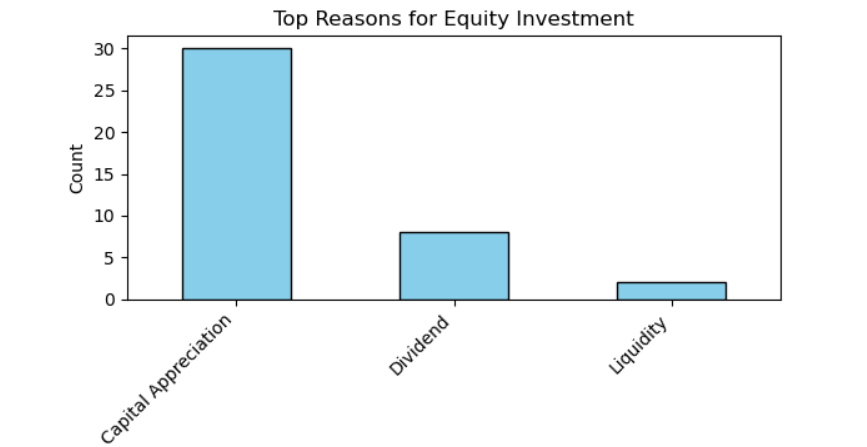 Top Reasons for Equity Investment
30
25
20
15
10
5
0
Count
Capital Appreciation
Dividend
Liquidity